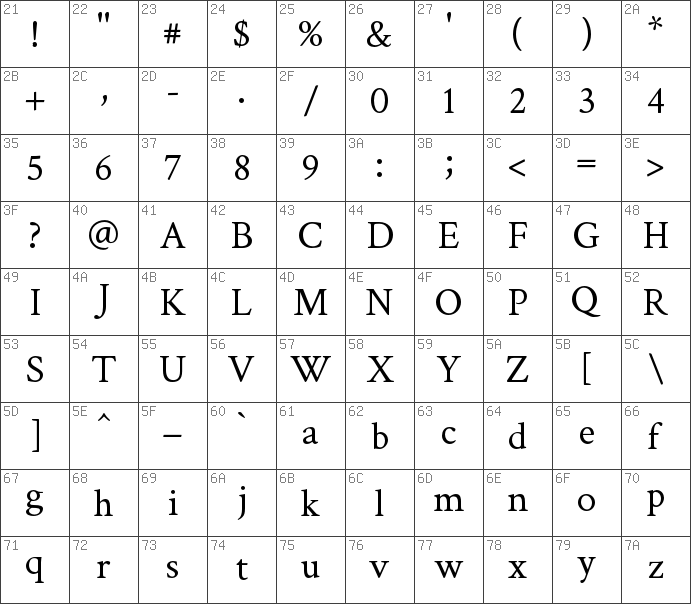 21 22 23 24 25 26 27 28 29 2A
! " # $ % & ' ( ) *
2B 2C 2D 2E 2F 30 31 32 33 34
+ , - . / 0 1 2 3 4
35 36 37 38 39 3A 3B 3C 3D 3E
5 6 7 8 9 : ; < = >
3F 40 41 42 43 44 45 46 47 48
? @ A B C D E F G H
49 4A 4B 4C 4D 4E 4F 50 51 52
I J K L M N O P Q R
53 54 55 56 57 58 59 5A 5B 5C
S T U V W X Y Z [ \
5D 5E 5F 60 61 62 63 64 65 66
] ^ _ ` a b c d e f
67 68 69 6A 6B 6C 6D 6E 6F 70
g h i j k l m n o p
71 72 73 74 75 76 77 78 79 7A
q r s t u v w x y z